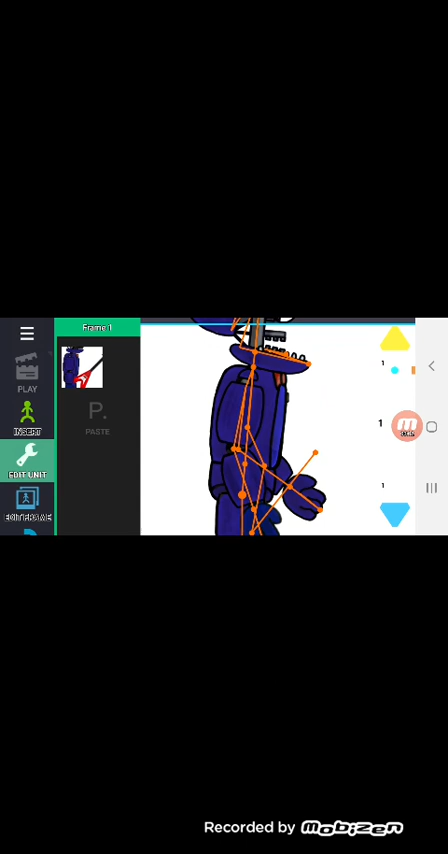 Frame 1
PLAY
P.
PASTE
INSERT
EDIT UNIT
EDIT FRAME
1
1
1
Recorded by mobizen